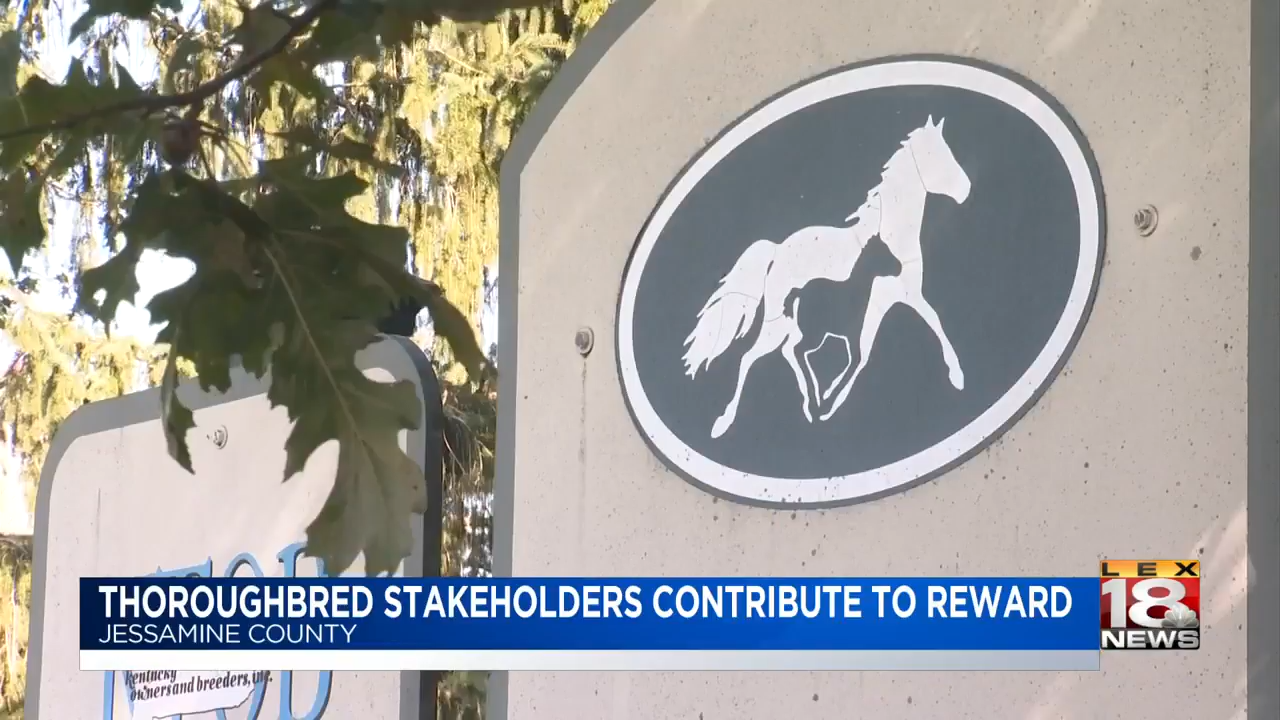 THOROUGHBRED STAKEHOLDERS CONTRIBUTE TO REWARD
JESSAMINE COUNTY
LEX
18
NEWS
Kentucky
owners and breeders, inc.